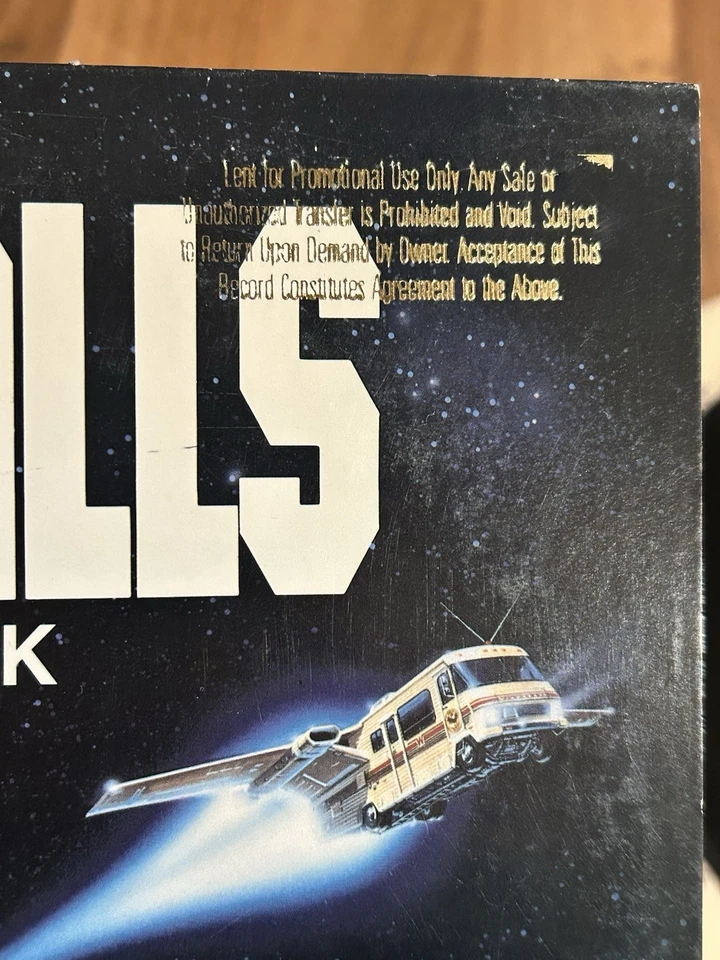 Lent for Promotional Use Only. Any Sale or
Unauthorized Transfer is Prohibited and Void. Subject
to Return Upon Demand by Owner. Acceptance of This
Record Constitutes Agreement to the Above.
ALLS
K